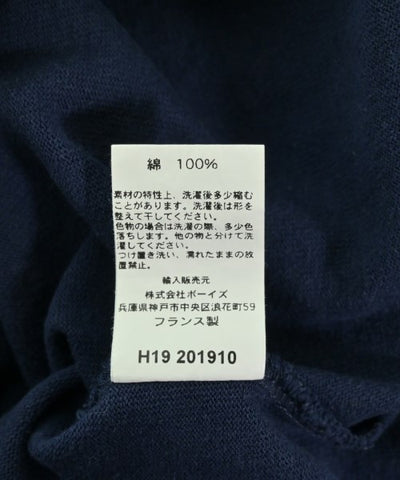 綿 100%
素材の特性上、洗濯後多少縮む
ことがあります。洗濯後は形を
整えて干してください。
色物の場合は洗濯の際、多少色
落ちします。他の物と分けて洗
濯してください。
つけ置き洗い、濡れたままの放
置禁止。
輸入販売元
株式会社ボーイズ
兵庫県神戸市中央区浪花町59
フランス製
H19 201910